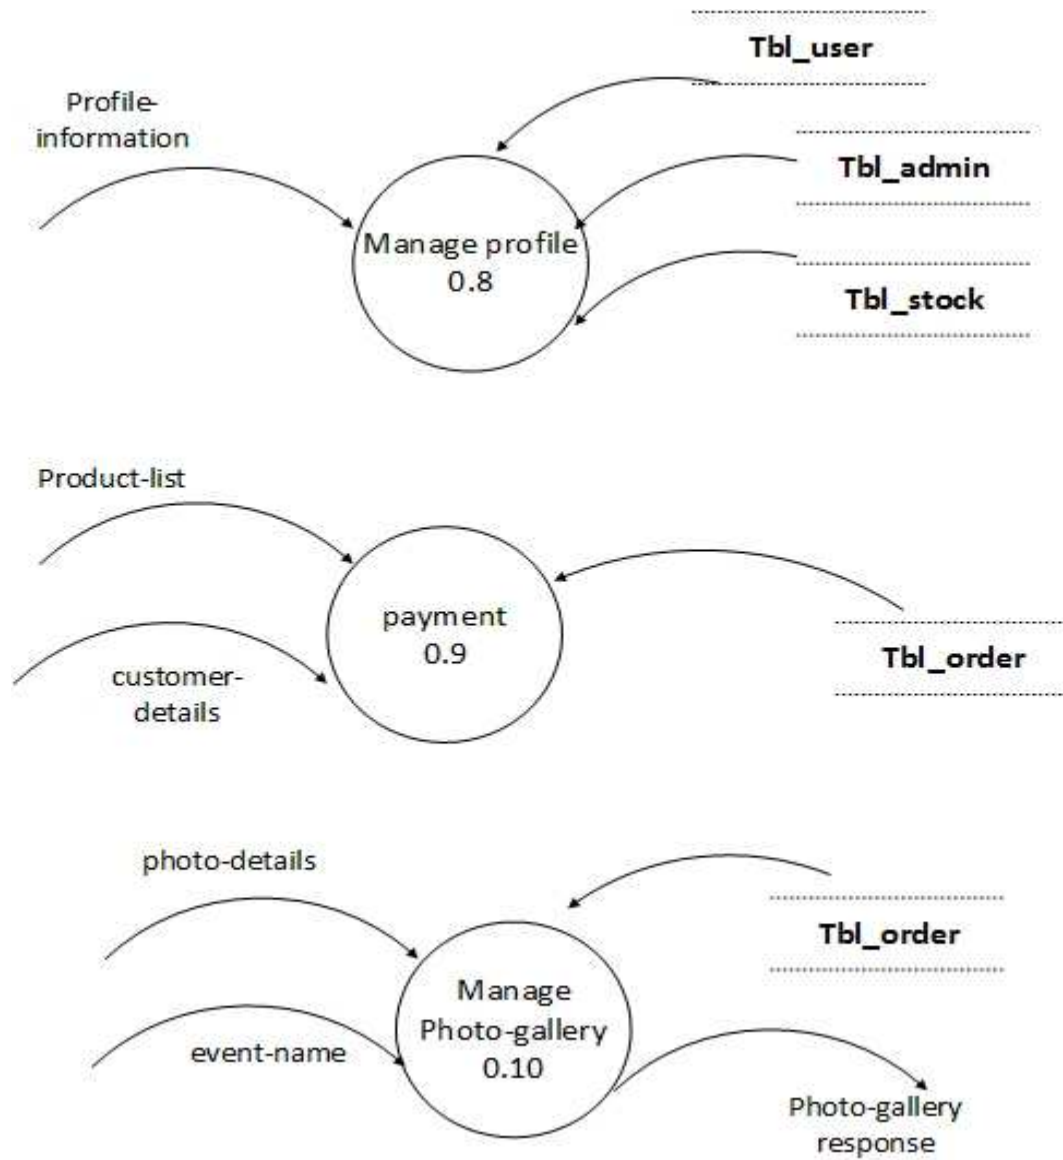 Tbl_user
Profile-
information
Tbl_admin
Manage profile
0.8
Tbl_stock
Product-list
payment
0.9
Tbl_order
customer-
details
photo-details
Tbl_order
Manage
Photo-gallery
0.10
event-name
Photo-gallery
response